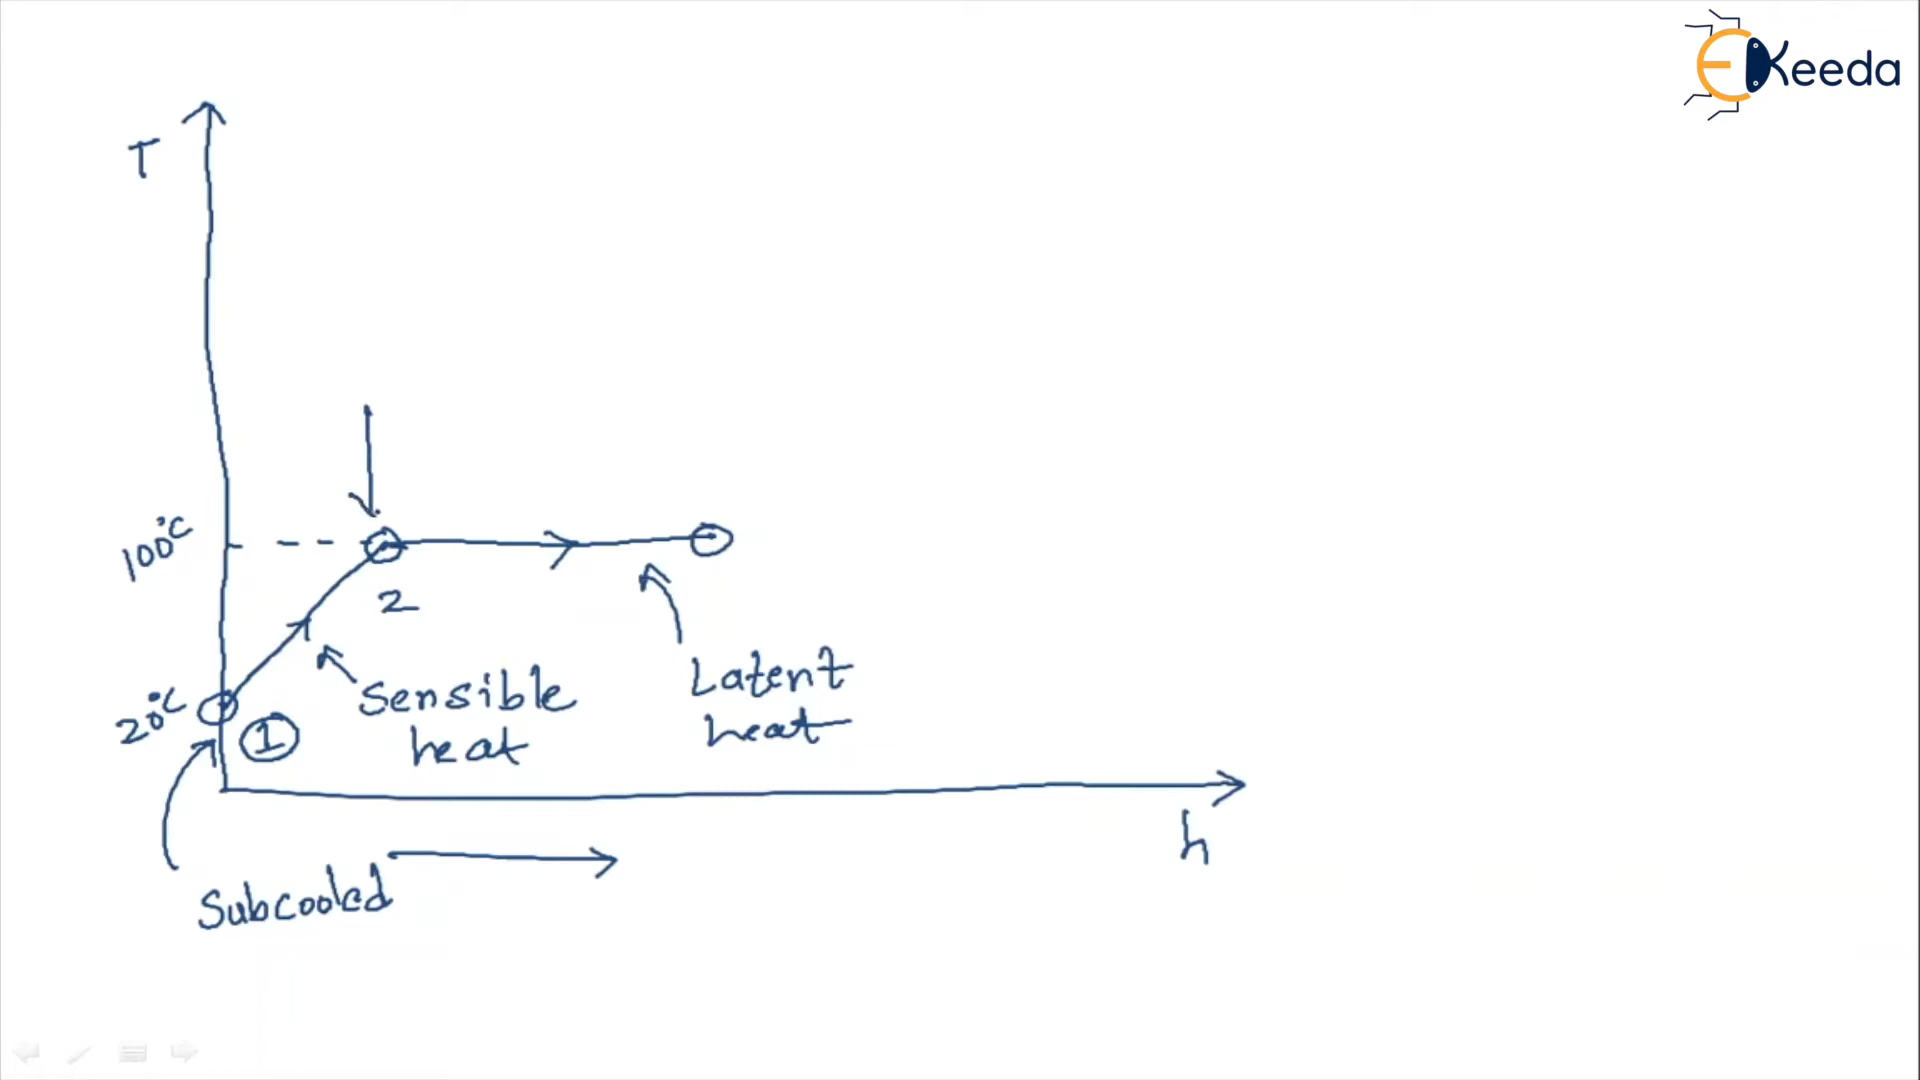 EKeeda
T
100°C
2
20°C
1
Sensible
heat
Latent
heat
h
Subcooled